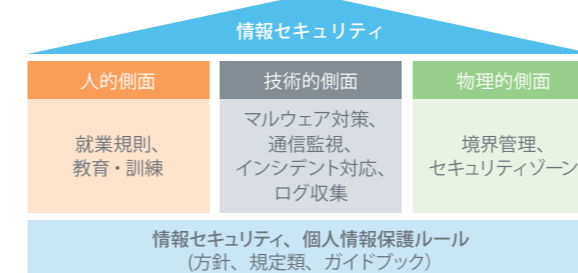 情報セキュリティ
人的側面
技術的側面
物理的側面
就業規則、
教育・訓練
マルウェア対策、
通信監視、
インシデント対応、
ログ収集
境界管理、
セキュリティゾーン
情報セキュリティ、個人情報保護ルール
(方針、規定類、ガイドブック)